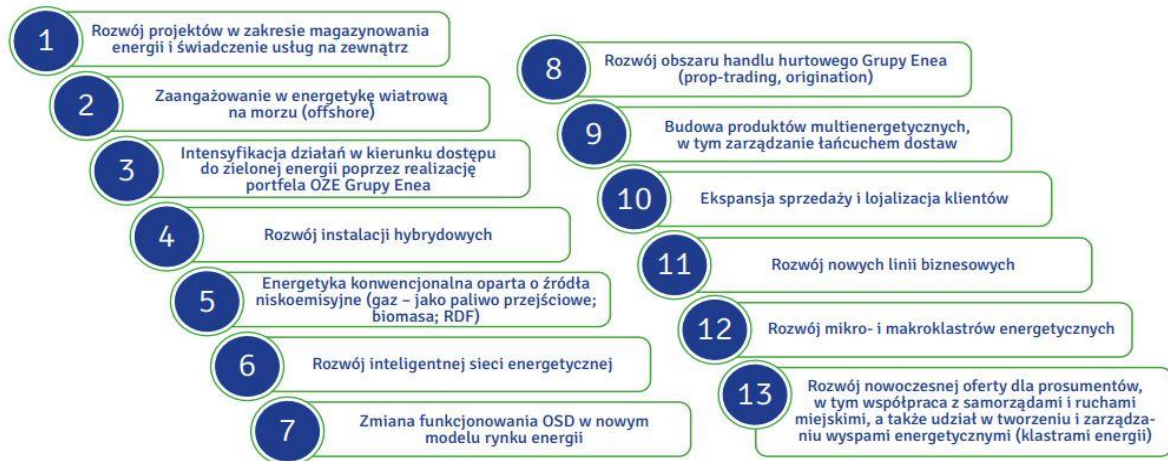 1
Rozwój projektów w zakresie magazynowania
energii i świadczenie usług na zewnątrz
2
Zaangażowanie w energetykę wiatrową
na morzu (offshore)
3
Intensyfikacja działań w kierunku dostępu
do zielonej energii poprzez realizację
portfela OZE Grupy Enea
4
Rozwój instalacji hybrydowych
5
Energetyka konwencjonalna oparta o źródła
niskoemisyjne (gaz – jako paliwo przejściowe;
biomasa; RDF)
6
Rozwój inteligentnej sieci energetycznej
7
Zmiana funkcjonowania OSD w nowym
modelu rynku energii
8
Rozwój obszaru handlu hurtowego Grupy Enea
(prop-trading, origination)
9
Budowa produktów multienergetycznych,
w tym zarządzanie łańcuchem dostaw
10
Ekspansja sprzedaży i lojalizacja klientów
11
Rozwój nowych linii biznesowych
12
Rozwój mikro- i makroklastrów energetycznych
13
Rozwój nowoczesnej oferty dla prosumentów,
w tym współpraca z samorządami i ruchami
miejskimi, a także udział w tworzeniu i zarządza-
niu wyspami energetycznymi (klastrami energii)